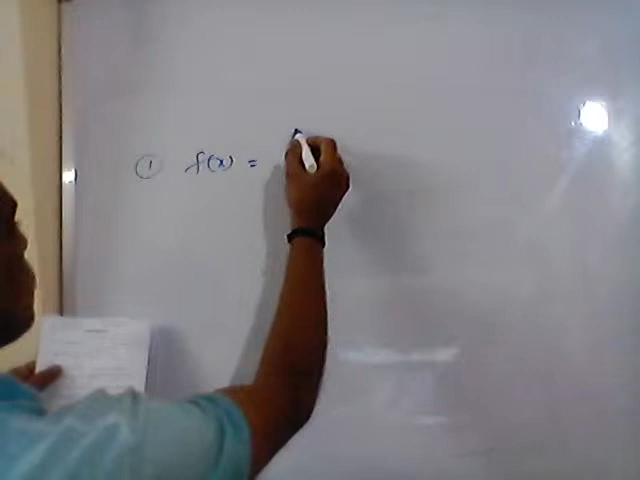 ① f(x) =